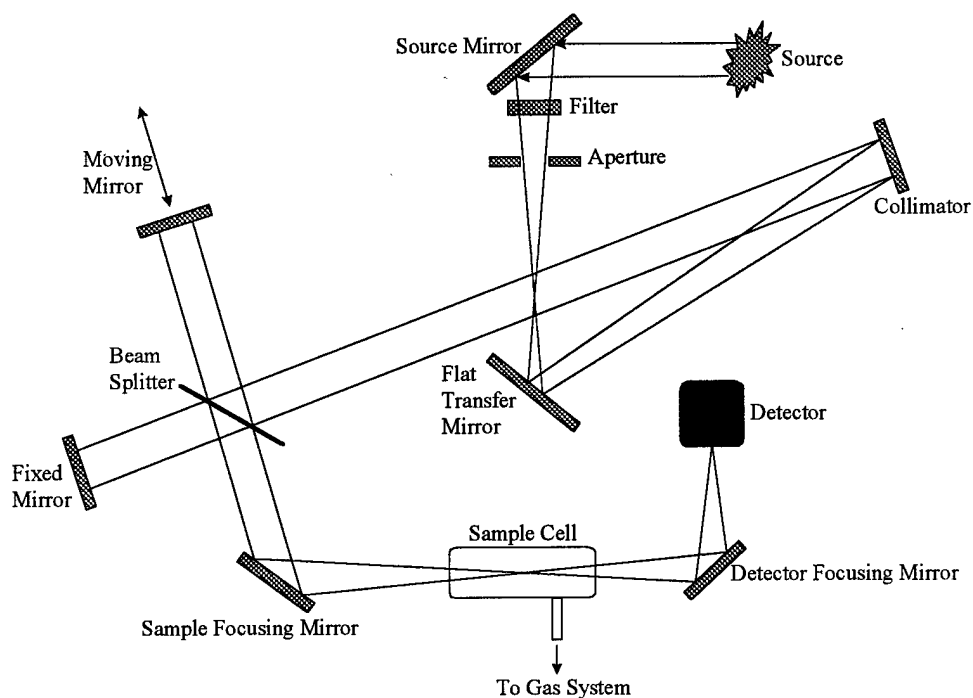 Source Mirror
Source
Filter
Aperture
Moving
Mirror
Collimator
Beam
Splitter
Flat
Transfer
Mirror
Detector
Fixed
Mirror
Sample Cell
Detector Focusing Mirror
Sample Focusing Mirror
To Gas System